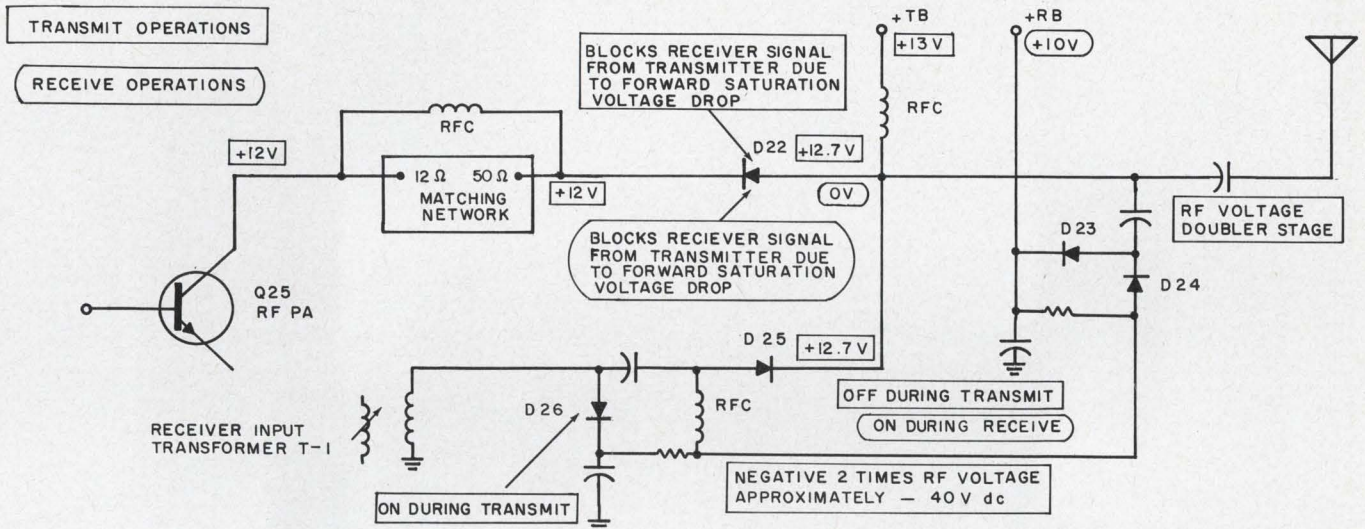 TRANSMIT OPERATIONS
RECEIVE OPERATIONS
+12V
RFC
12 Ω 50 Ω
MATCHING
NETWORK
+12 V
Q25
RF PA
BLOCKS RECEIVER SIGNAL
FROM TRANSMITTER DUE
TO FORWARD SATURATION
VOLTAGE DROP
D22
+12.7 V
0V
BLOCKS RECIEVER SIGNAL
FROM TRANSMITTER DUE
TO FORWARD SATURATION
VOLTAGE DROP
+TB
+13 V
RFC
+RB
+10V
RF VOLTAGE
DOUBLER STAGE
D23
D24
D 25
+12.7 V
RFC
D26
OFF DURING TRANSMIT
ON DURING RECEIVE
RECEIVER INPUT
TRANSFORMER T-1
ON DURING TRANSMIT
NEGATIVE 2 TIMES RF VOLTAGE
APPROXIMATELY — 40 V dc